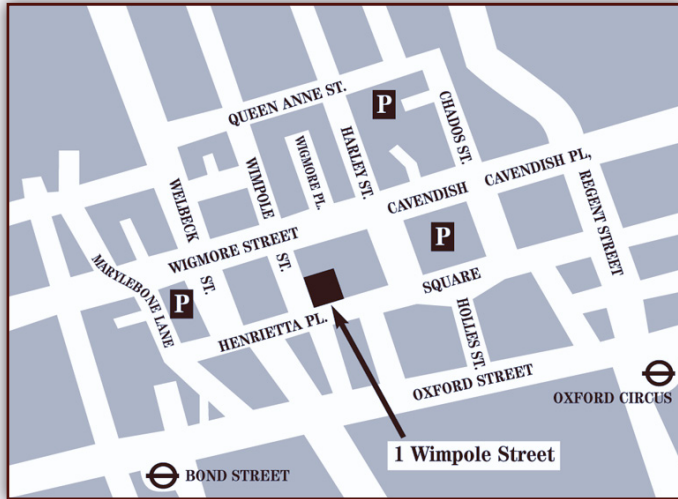 QUEEN ANNE ST.
P
CHADOS ST.
HARLEY ST.
WIGMORE PL.
WIMPOLE
ST.
WELBECK
ST.
CAVENDISH
CAVENDISH PL,
REGENT STREET
WIGMORE STREET
P
MARYLEBONE LANE
P
SQUARE
HENRIETTA PL.
HOLLES ST.
OXFORD STREET
OXFORD CIRCUS
1 Wimpole Street
BOND STREET